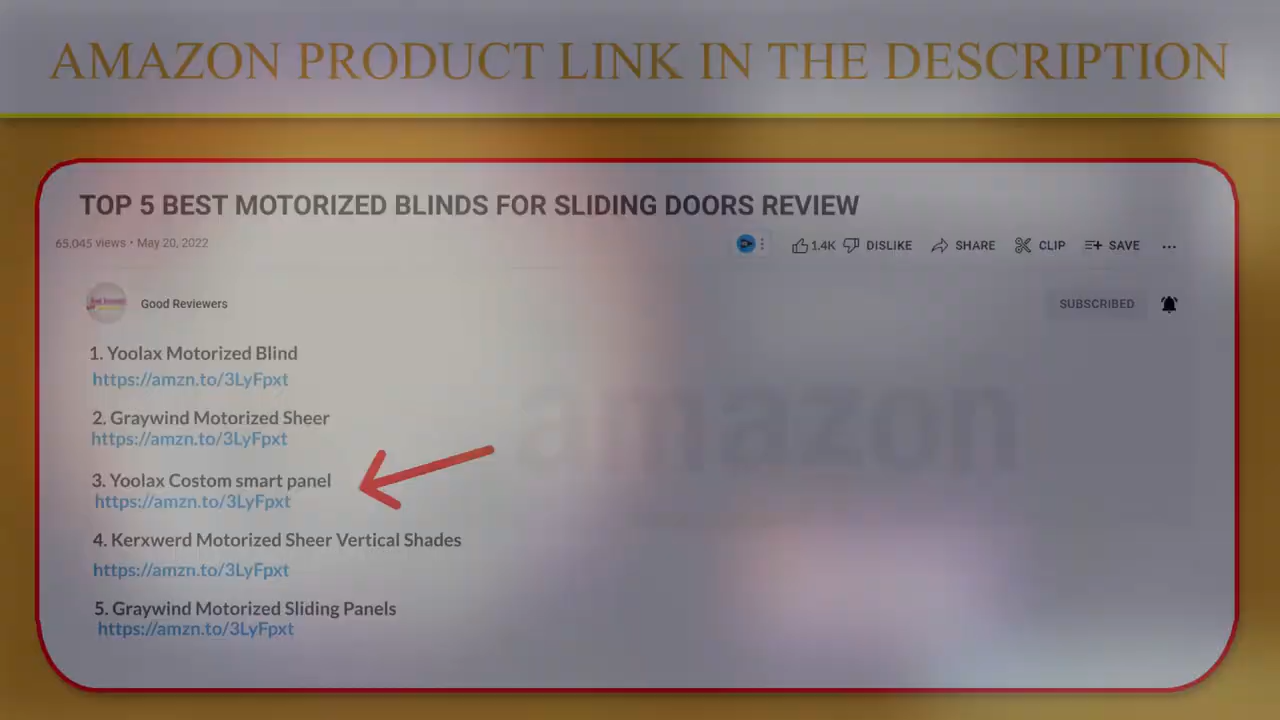 AMAZON PRODUCT LINK IN THE DESCRIPTION
TOP 5 BEST MOTORIZED BLINDS FOR SLIDING DOORS REVIEW
65,045 views • May 20, 2022
1.4K DISLIKE SHARE CLIP SAVE ...
Good Reviewers
SUBSCRIBED
1. Yoolax Motorized Blind
https://amzn.to/3LyFpxt
2. Graywind Motorized Sheer
https://amzn.to/3LyFpxt
amazon
3. Yoolax Costom smart panel
https://amzn.to/3LyFpxt
4. Kerxwerd Motorized Sheer Vertical Shades
https://amzn.to/3LyFpxt
5. Graywind Motorized Sliding Panels
https://amzn.to/3LyFpxt